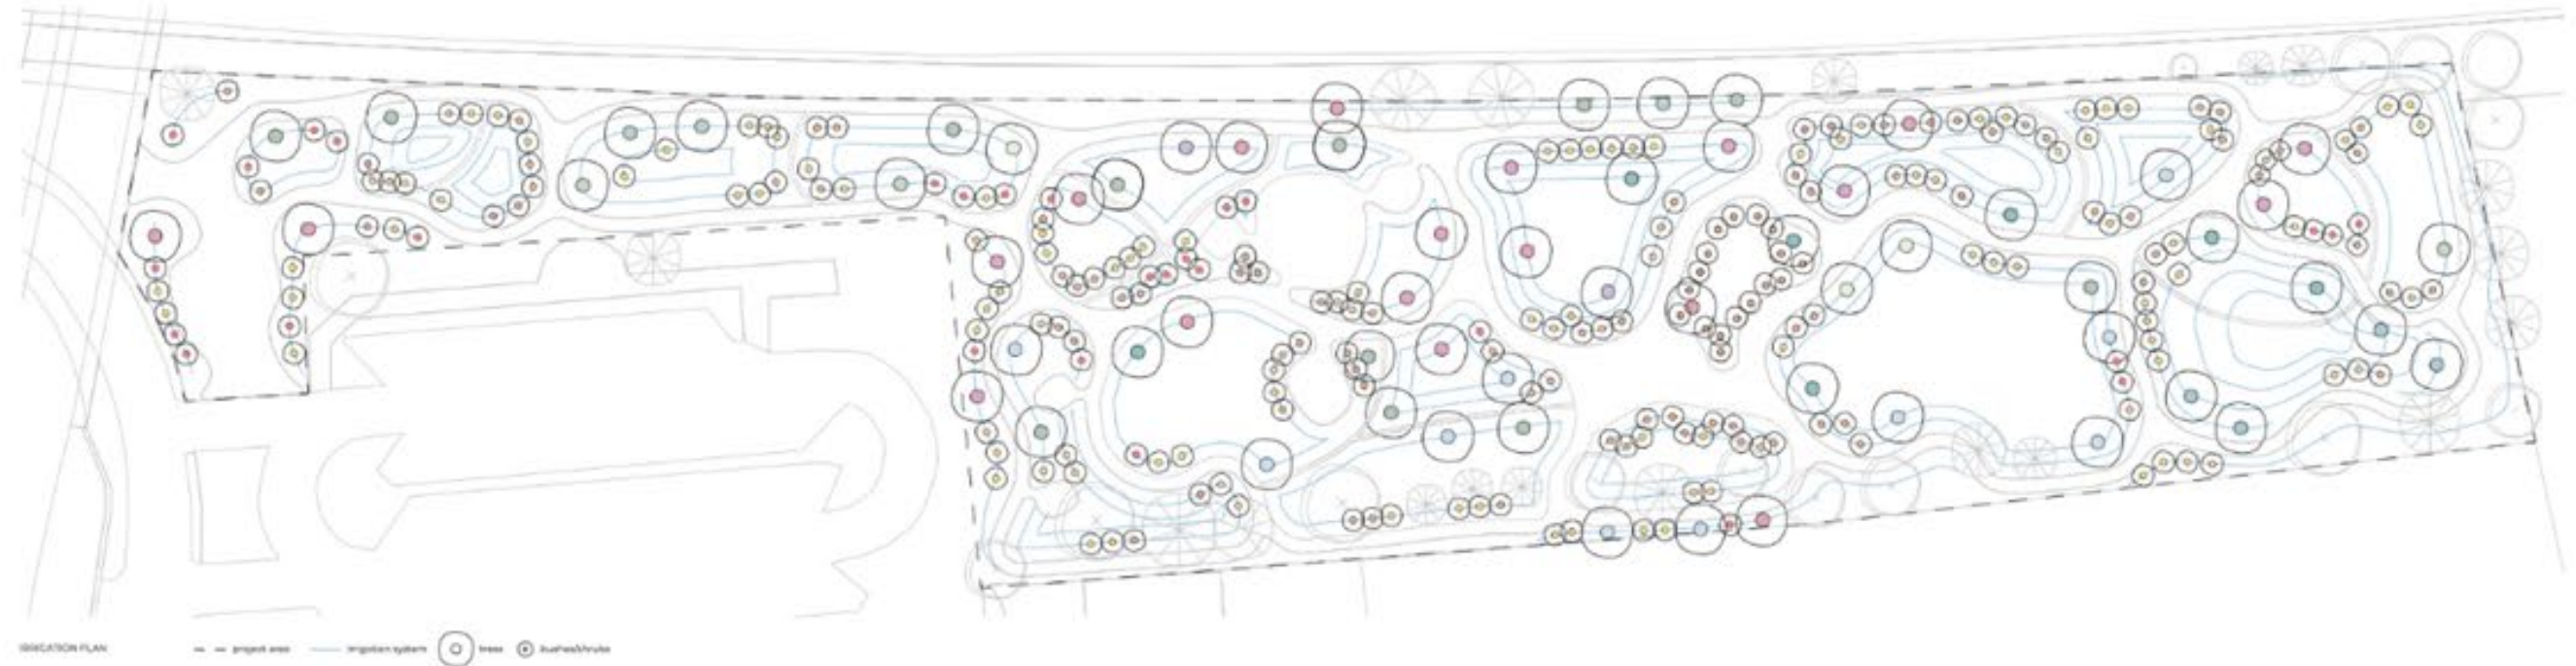 IRRIGATION PLAN
project area
irrigation system
trees
bushes/shrubs